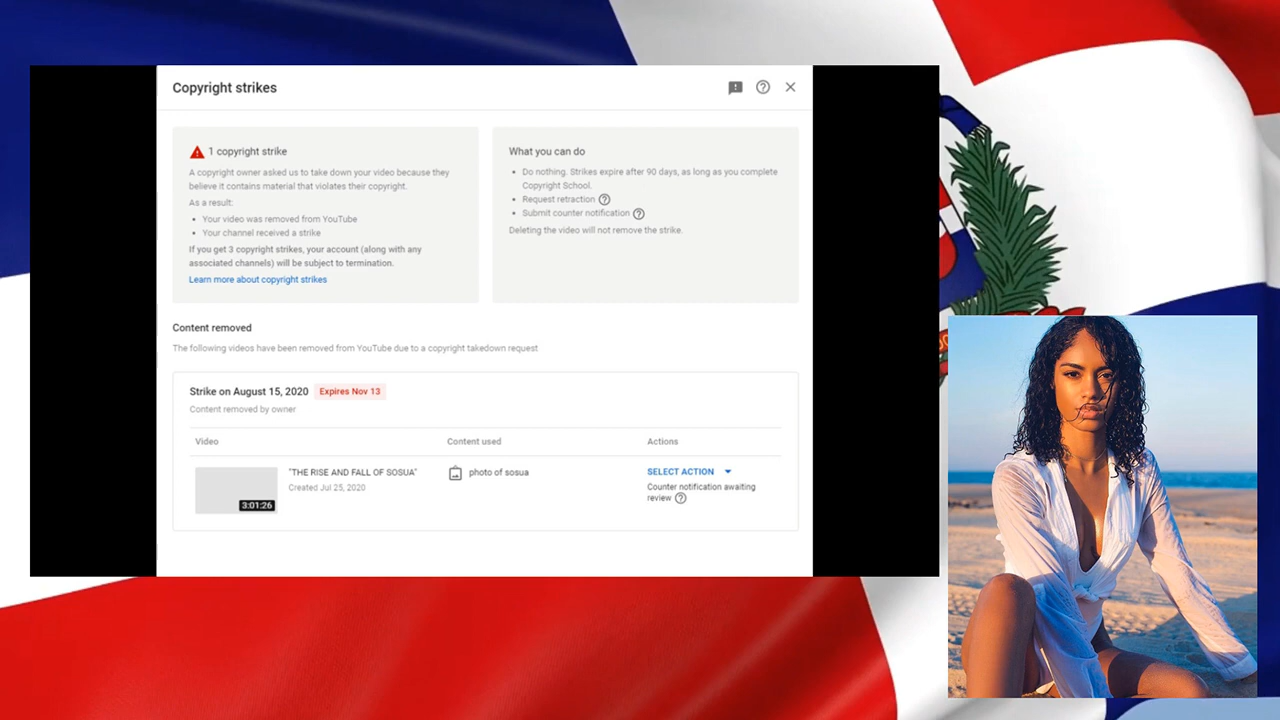 Copyright strikes
1 copyright strike
A copyright owner asked us to take down your video because they
believe it contains material that violates their copyright.
As a result:
• Your video was removed from YouTube
• Your channel received a strike
If you get 3 copyright strikes, your account (along with any
associated channels) will be subject to termination.
Learn more about copyright strikes
What you can do
• Do nothing. Strikes expire after 90 days, as long as you complete
Copyright School.
• Request retraction
• Submit counter notification
Deleting the video will not remove the strike.
Content removed
The following videos have been removed from YouTube due to a copyright takedown request
Strike on August 15, 2020 Expires Nov 13
Content removed by owner
Video Content used Actions
3:01:26
"THE RISE AND FALL OF SOSUA"
Created Jul 25, 2020
photo of sosua
SELECT ACTION
Counter notification awaiting
review